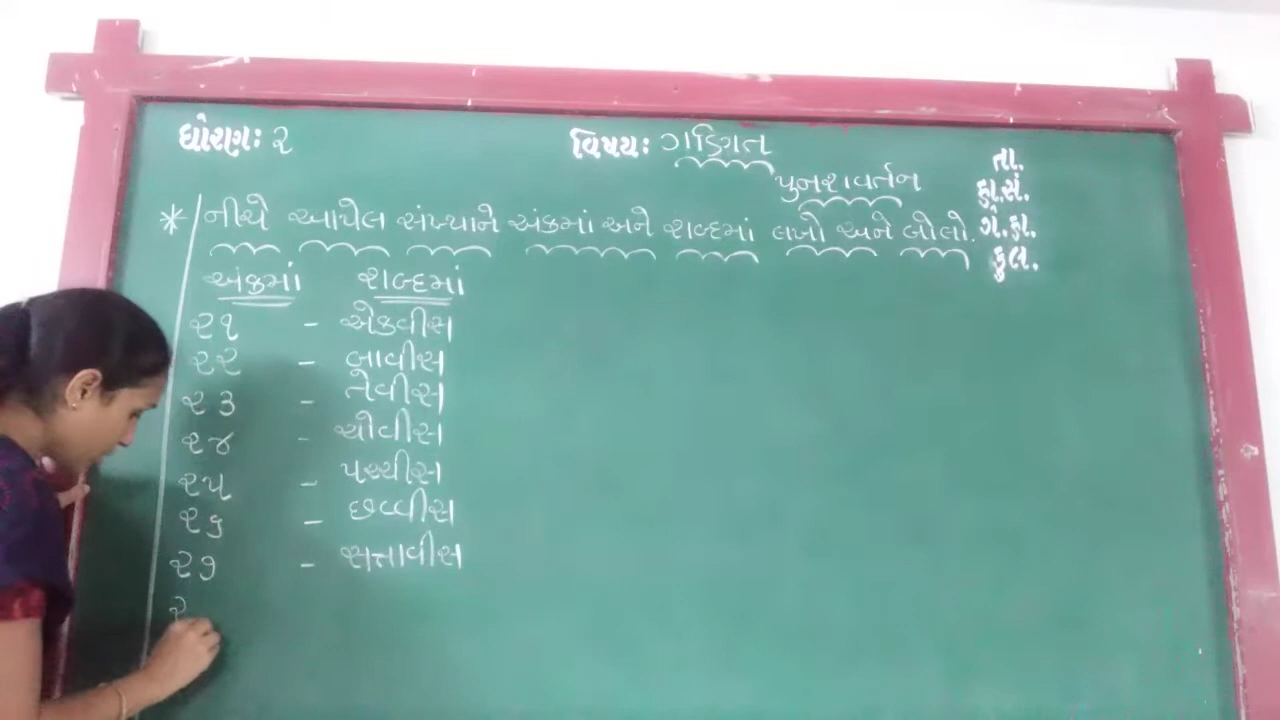 ધોરણ: ૨ વિષય: ગણિત
પુનરાવર્તન
તા.
હા.સં.
ગે.હા.
કુલ.
* નીચે આપેલ સંખ્યાને અંકમાં અને શબ્દમાં લખો અને બોલો.
અંકમાં શબ્દમાં
૨૧ - એકવીસ
૨૨ - બાવીસ
૨૩ - તેવીસ
૨૪ - ચોવીસ
૨૫ - પચ્ચીસ
૨૬ - છવ્વીસ
૨૭ - સત્તાવીસ
૨